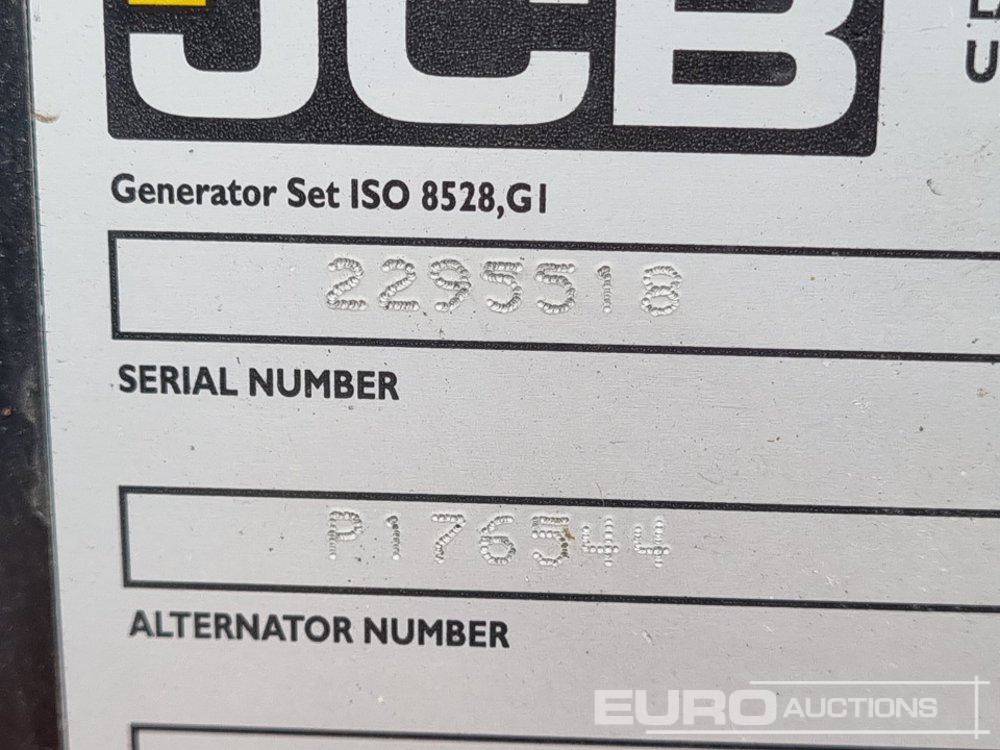 JCB
Generator Set ISO 8528,G1
2295518
SERIAL NUMBER
P176544
ALTERNATOR NUMBER
EURO AUCTIONS